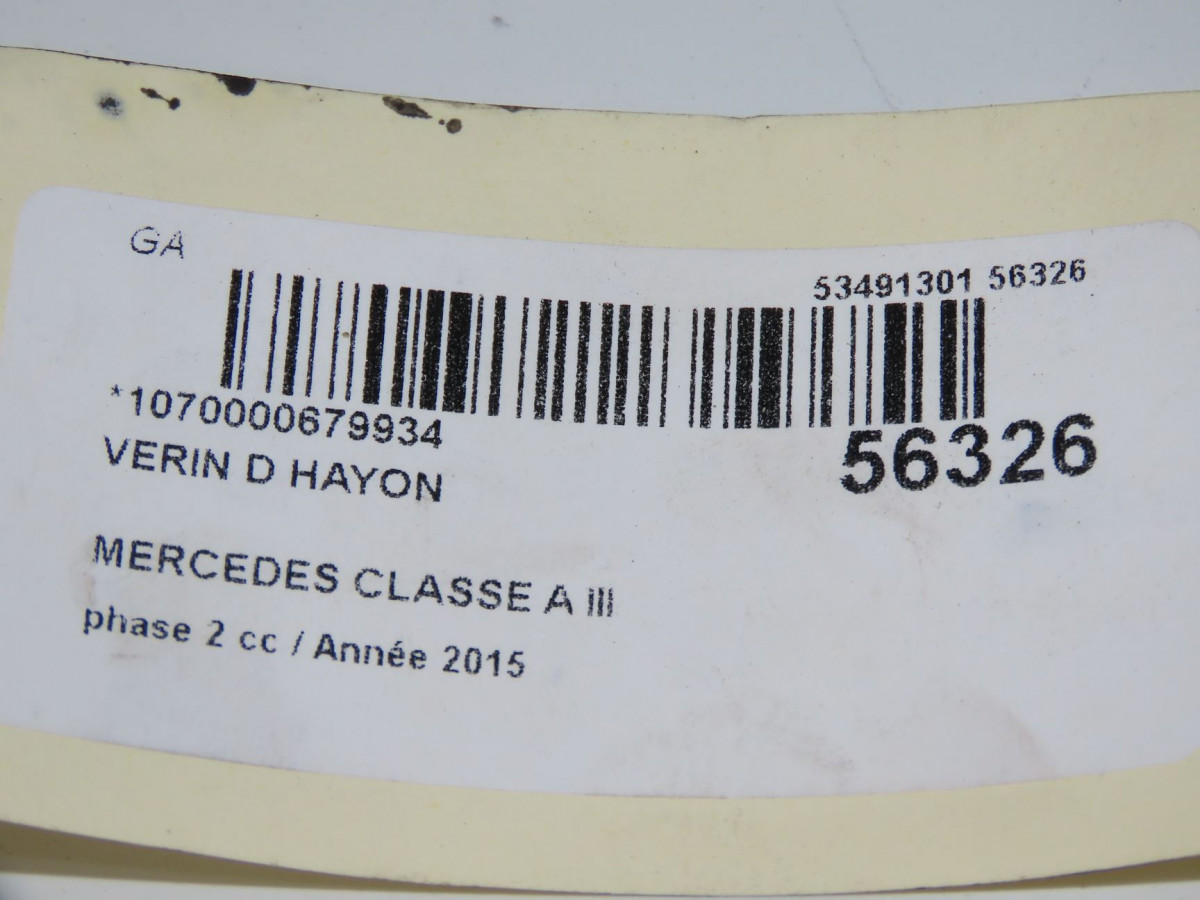 GA
53491301 56326
*1070000679934
56326
VERIN D HAYON
MERCEDES CLASSE A III
phase 2 cc / Année 2015